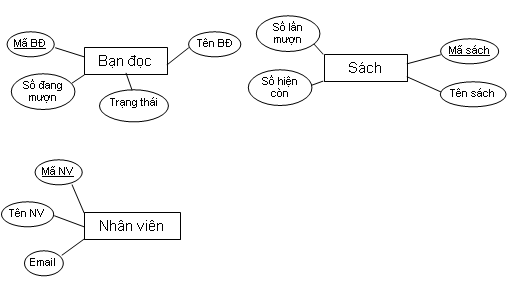 Mã BĐ
Tên BĐ
Bạn đọc
Số đang
mượn
Trạng thái
Số lần
mượn
Mã sách
Sách
Số hiện
còn
Tên sách
Mã NV
Tên NV
Nhân viên
Email